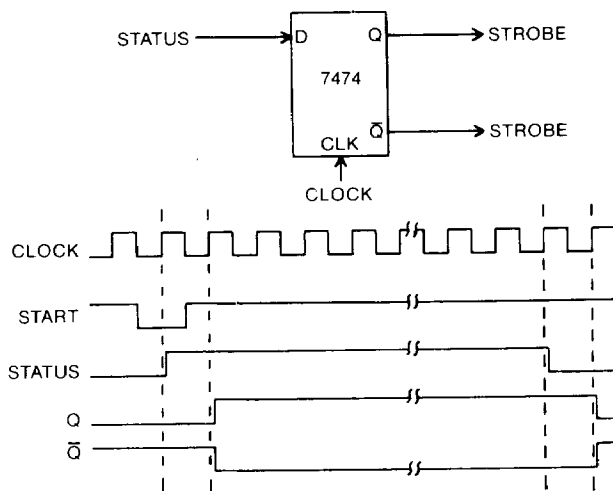 STATUS D Q STROBE
7474
Q̅ STROBE
CLK
CLOCK
CLOCK
START
STATUS
Q
Q̅